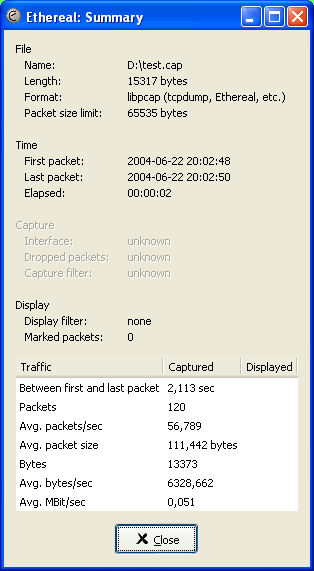 Ethereal: Summary
File
Name: D:\test.cap
Length: 15317 bytes
Format: libpcap (tcpdump, Ethereal, etc.)
Packet size limit: 65535 bytes
Time
First packet: 2004-06-22 20:02:48
Last packet: 2004-06-22 20:02:50
Elapsed: 00:00:02
Capture
Interface: unknown
Dropped packets: unknown
Capture filter: unknown
Display
Display filter: none
Marked packets: 0
Traffic Captured Displayed
Between first and last packet 2,113 sec
Packets 120
Avg. packets/sec 56,789
Avg. packet size 111,442 bytes
Bytes 13373
Avg. bytes/sec 6328,662
Avg. MBit/sec 0,051
Close